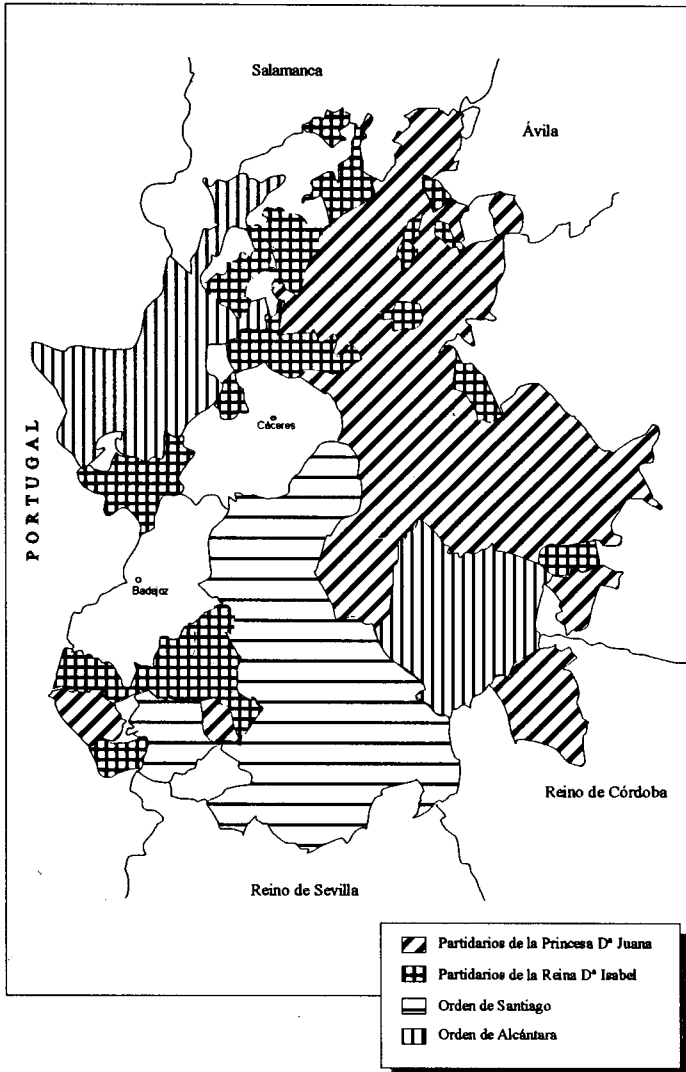 Salamanca
Ávila
Cáceres
PORTUGAL
Badajoz
Reino de Córdoba
Reino de Sevilla
Partidarios de la Princesa Dª Juana
Partidarios de la Reina Dª Isabel
Orden de Santiago
Orden de Alcántara